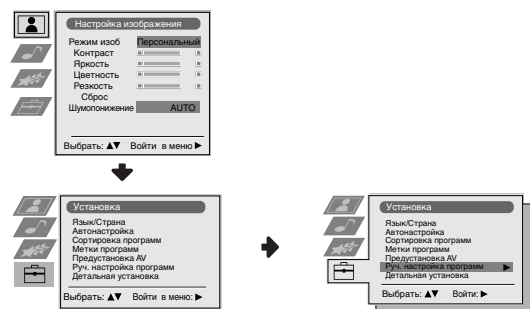 Настройка изображения
Режим изоб Персональный
Контраст
Яркость
Цветность
Резкость
Сброс
Шумопонижение AUTO
Выбрать: ▲▼ Войти в меню ▶
Установка
Язык/Страна
Автонастройка
Сортировка программ
Метки программ
Предустановка AV
Руч. настройка программ
Детальная установка
Выбрать: ▲▼ Войти в меню: ▶
Установка
Язык/Страна
Автонастройка
Сортировка программ
Метки программ
Предустановка AV
Руч. настройка программ ▶
Детальная установка
Выбрать: ▲▼ Войти: ▶